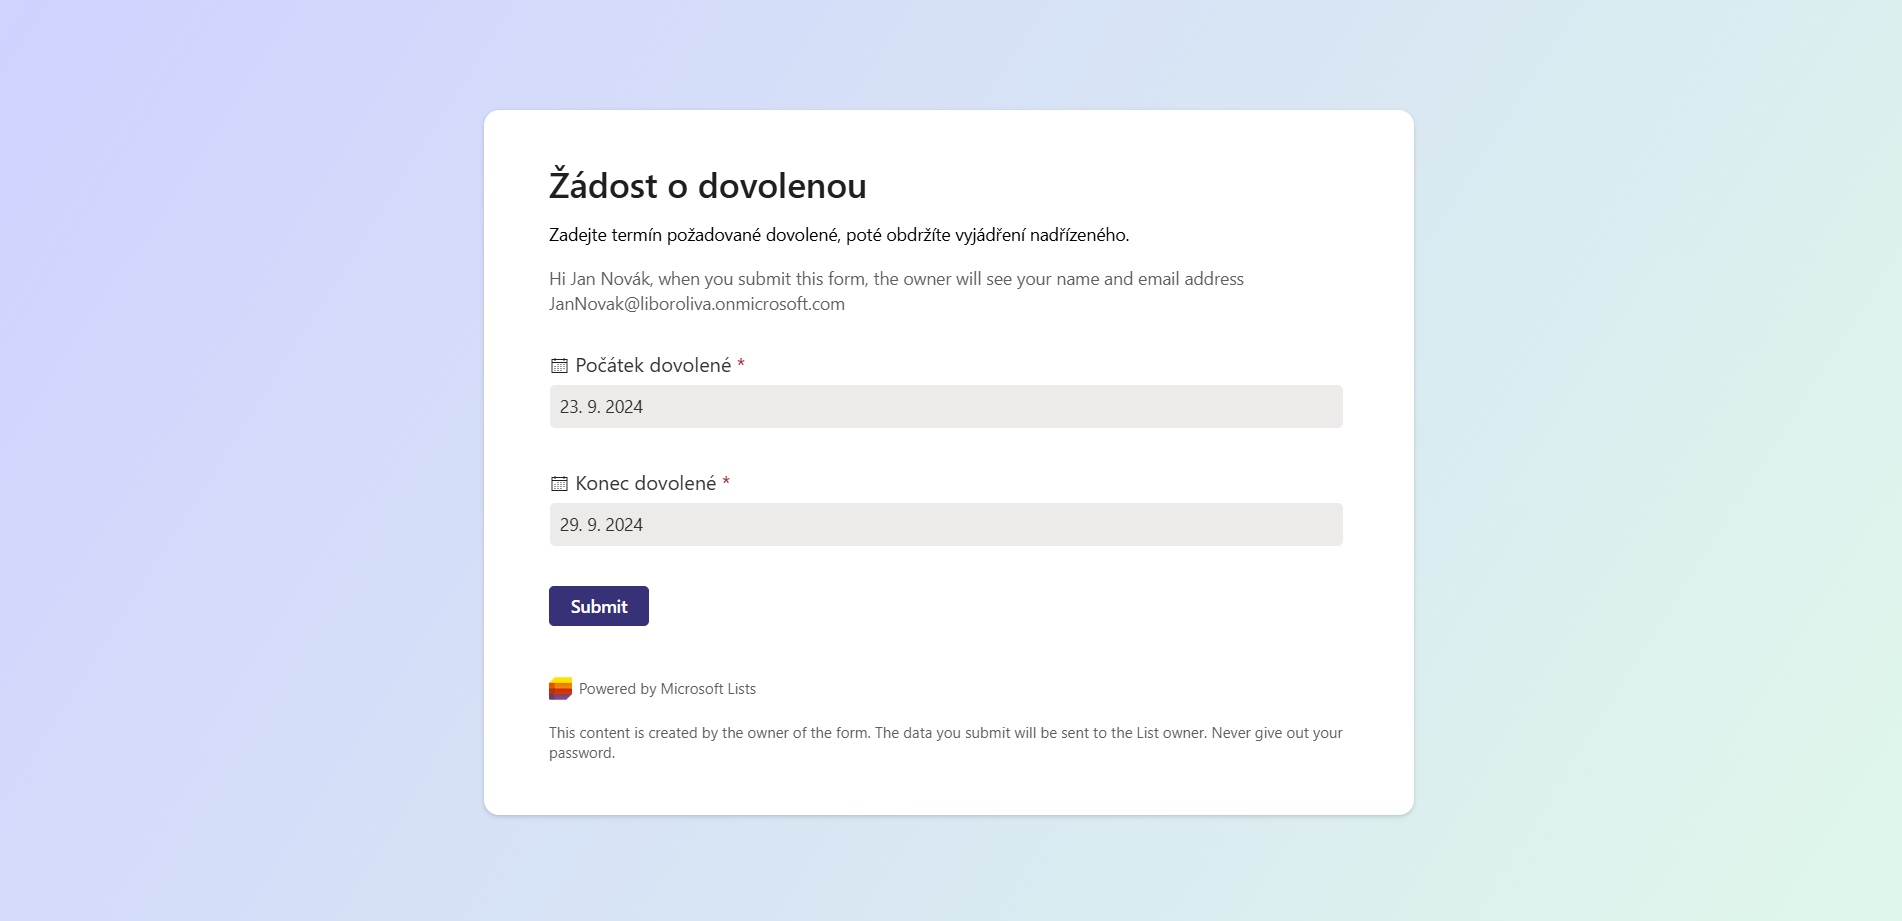 Žádost o dovolenou
Zadejte termín požadované dovolené, poté obdržíte vyjádření nadřízeného.
Hi Jan Novák, when you submit this form, the owner will see your name and email address
JanNovak@liboroliva.onmicrosoft.com
Počátek dovolené *
23. 9. 2024
Konec dovolené *
29. 9. 2024
Submit
Powered by Microsoft Lists
This content is created by the owner of the form. The data you submit will be sent to the List owner. Never give out your
password.